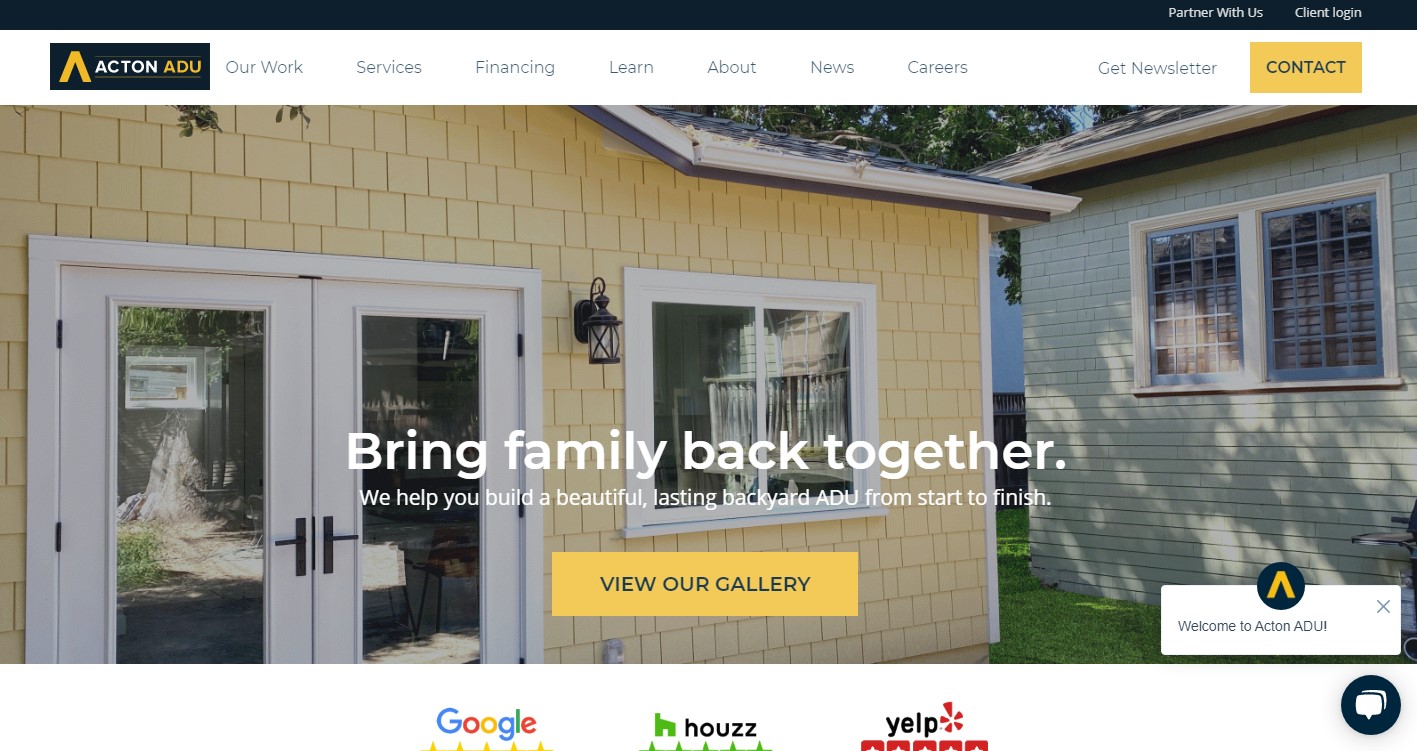 Partner With Us
Client login
ACTON ADU
Our Work
Services
Financing
Learn
About
News
Careers
Get Newsletter
CONTACT
Bring family back together.
We help you build a beautiful, lasting backyard ADU from start to finish.
VIEW OUR GALLERY
Welcome to Acton ADU!
Google
houzz
yelp